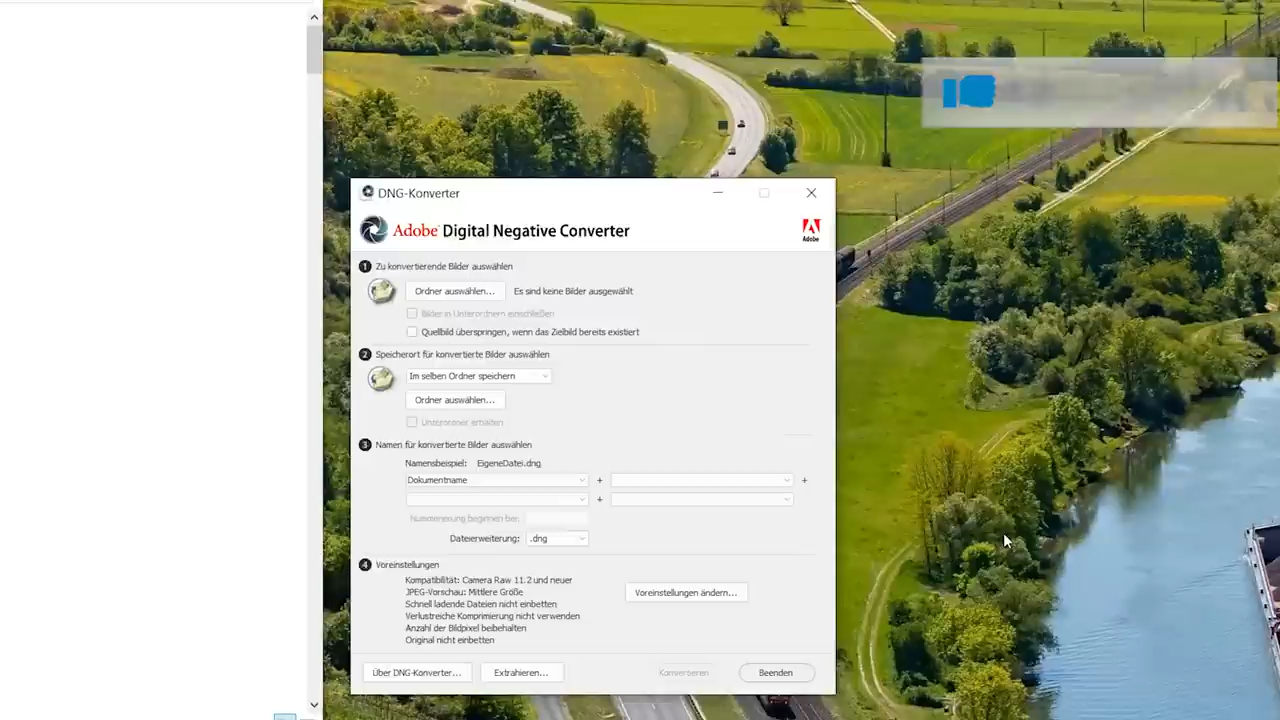 DNG-Konverter
Adobe Digital Negative Converter
Adobe
1 Zu konvertierende Bilder auswählen
Ordner auswählen... Es sind keine Bilder ausgewählt
Bilder in Unterordnern einschließen
Quellbild überspringen, wenn das Zielbild bereits existiert
2 Speicherort für konvertierte Bilder auswählen
Im selben Ordner speichern
Ordner auswählen...
Unterordner erhalten
3 Namen für konvertierte Bilder auswählen
Namensbeispiel: EigeneDatei.dng
Dokumentname + +
+
Nummerierung beginnen bei:
Dateierweiterung: .dng
4 Voreinstellungen
Kompatibilität: Camera Raw 11.2 und neuer
JPEG-Vorschau: Mittlere Größe
Schnell ladende Dateien nicht einbetten
Verlustreiche Komprimierung nicht verwenden
Anzahl der Bildpixel beibehalten
Original nicht einbetten
Voreinstellungen ändern...
Über DNG-Konverter... Extrahieren... Konvertieren Beenden